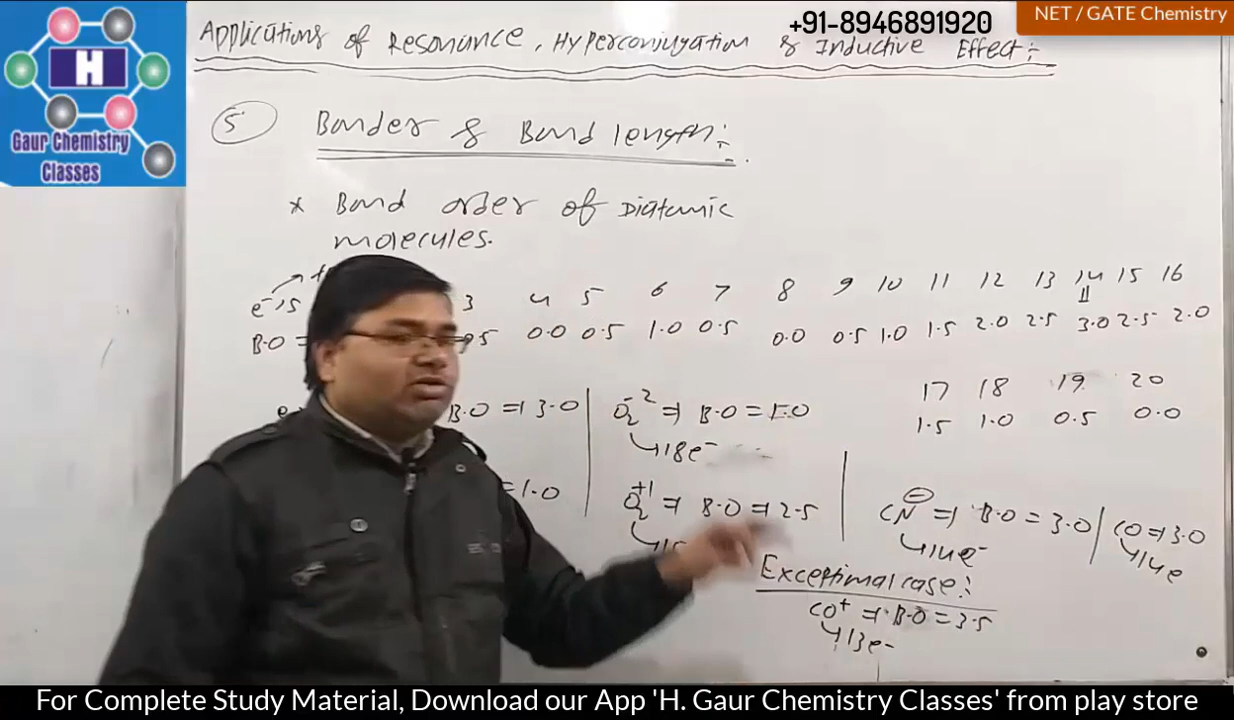 +91-8946891920
NET / GATE Chemistry
H
Gaur Chemistry
Classes
Applications of Resonance, Hyperconjugation & Inductive Effect:-
5 Border & Bond length:-
* Bond order of Diatomic
molecules.
e⁻'s 3 4 5 6 7 8 9 10 11 12 13 14 15 16
B.O = 0.5 0.0 0.5 1.0 0.5 0.0 0.5 1.0 1.5 2.0 2.5 3.0 2.5 2.0
17 18 19 20
1.5 1.0 0.5 0.0
B.O ⇒ 3.0 | O₂⁻² ⇒ B.O = 1.0
18e⁻
=1.0 O₂⁺¹ ⇒ B.O ⇒ 2.5 | CN⊖ ⇒ B.O = 3.0 | CO ⇒ 3.0
14e⁻ 14e
Exceptional case:-
CO⁺ ⇒ B.O = 3.5
13e⁻
For Complete Study Material, Download our App 'H. Gaur Chemistry Classes' from play store